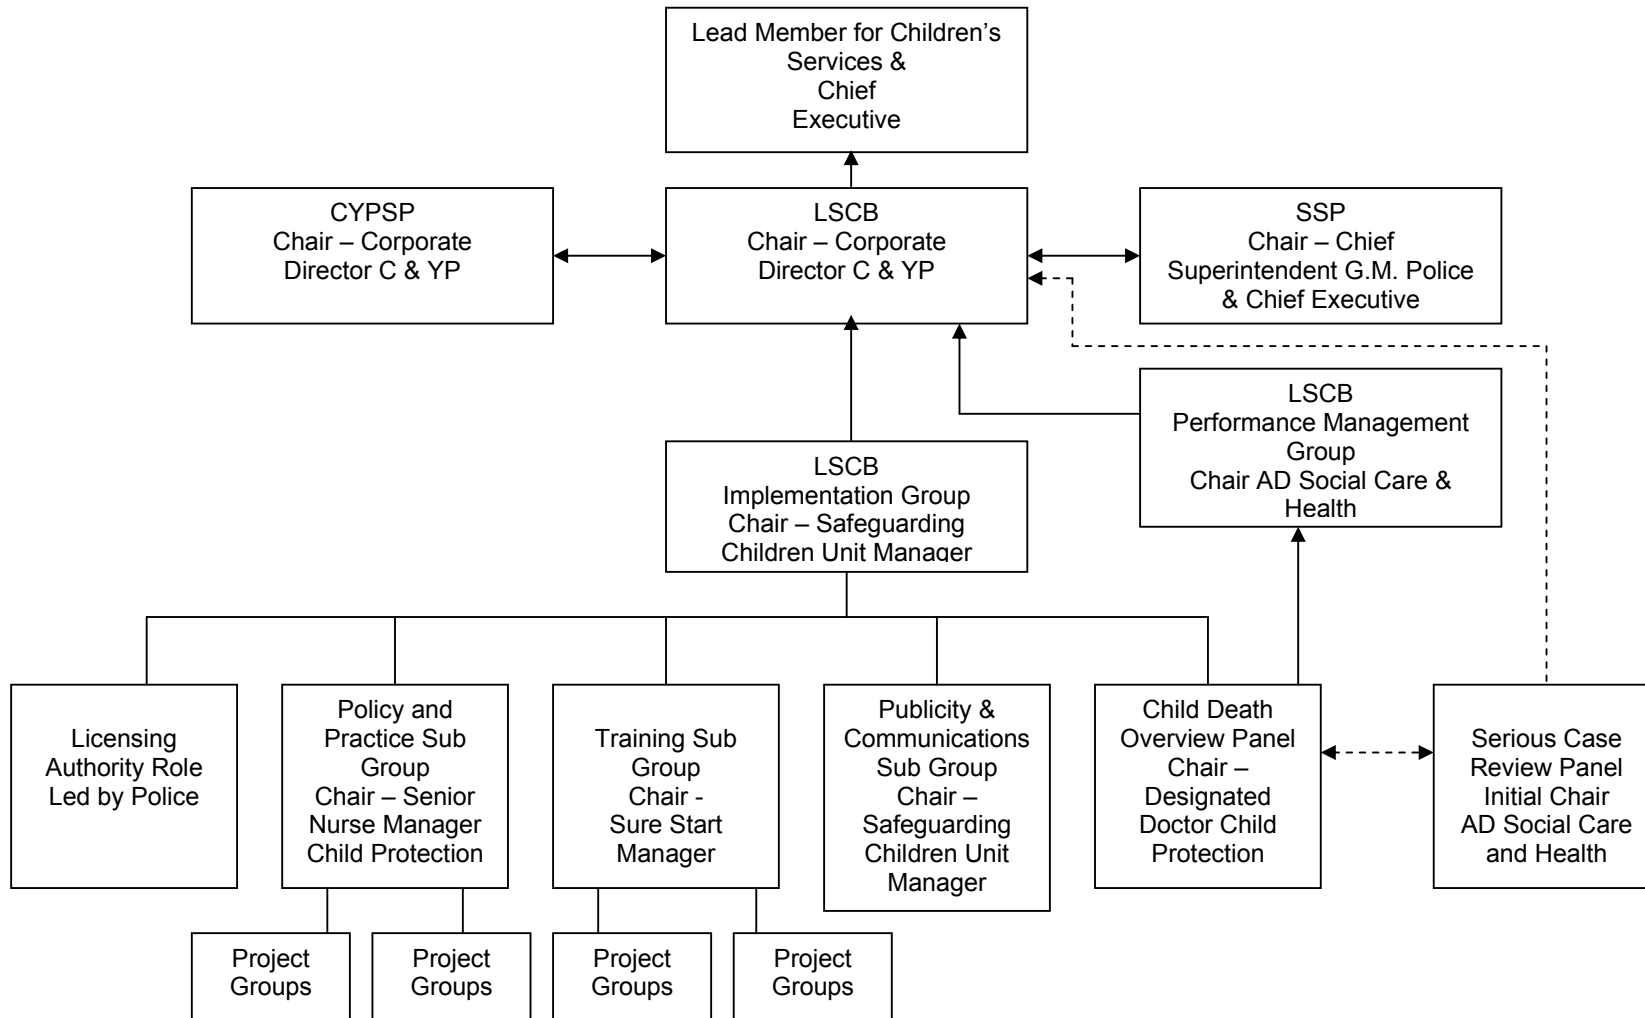 Lead Member for Children’s
Services &
Chief
Executive
CYPSP
Chair – Corporate
Director C & YP
LSCB
Chair – Corporate
Director C & YP
SSP
Chair – Chief
Superintendent G.M. Police
& Chief Executive
LSCB
Performance Management
Group
Chair AD Social Care &
Health
LSCB
Implementation Group
Chair – Safeguarding
Children Unit Manager
Licensing
Authority Role
Led by Police
Policy and
Practice Sub
Group
Chair – Senior
Nurse Manager
Child Protection
Training Sub
Group
Chair -
Sure Start
Manager
Publicity &
Communications
Sub Group
Chair –
Safeguarding
Children Unit
Manager
Child Death
Overview Panel
Chair –
Designated
Doctor Child
Protection
Serious Case
Review Panel
Initial Chair
AD Social Care
and Health
Project
Groups
Project
Groups
Project
Groups
Project
Groups